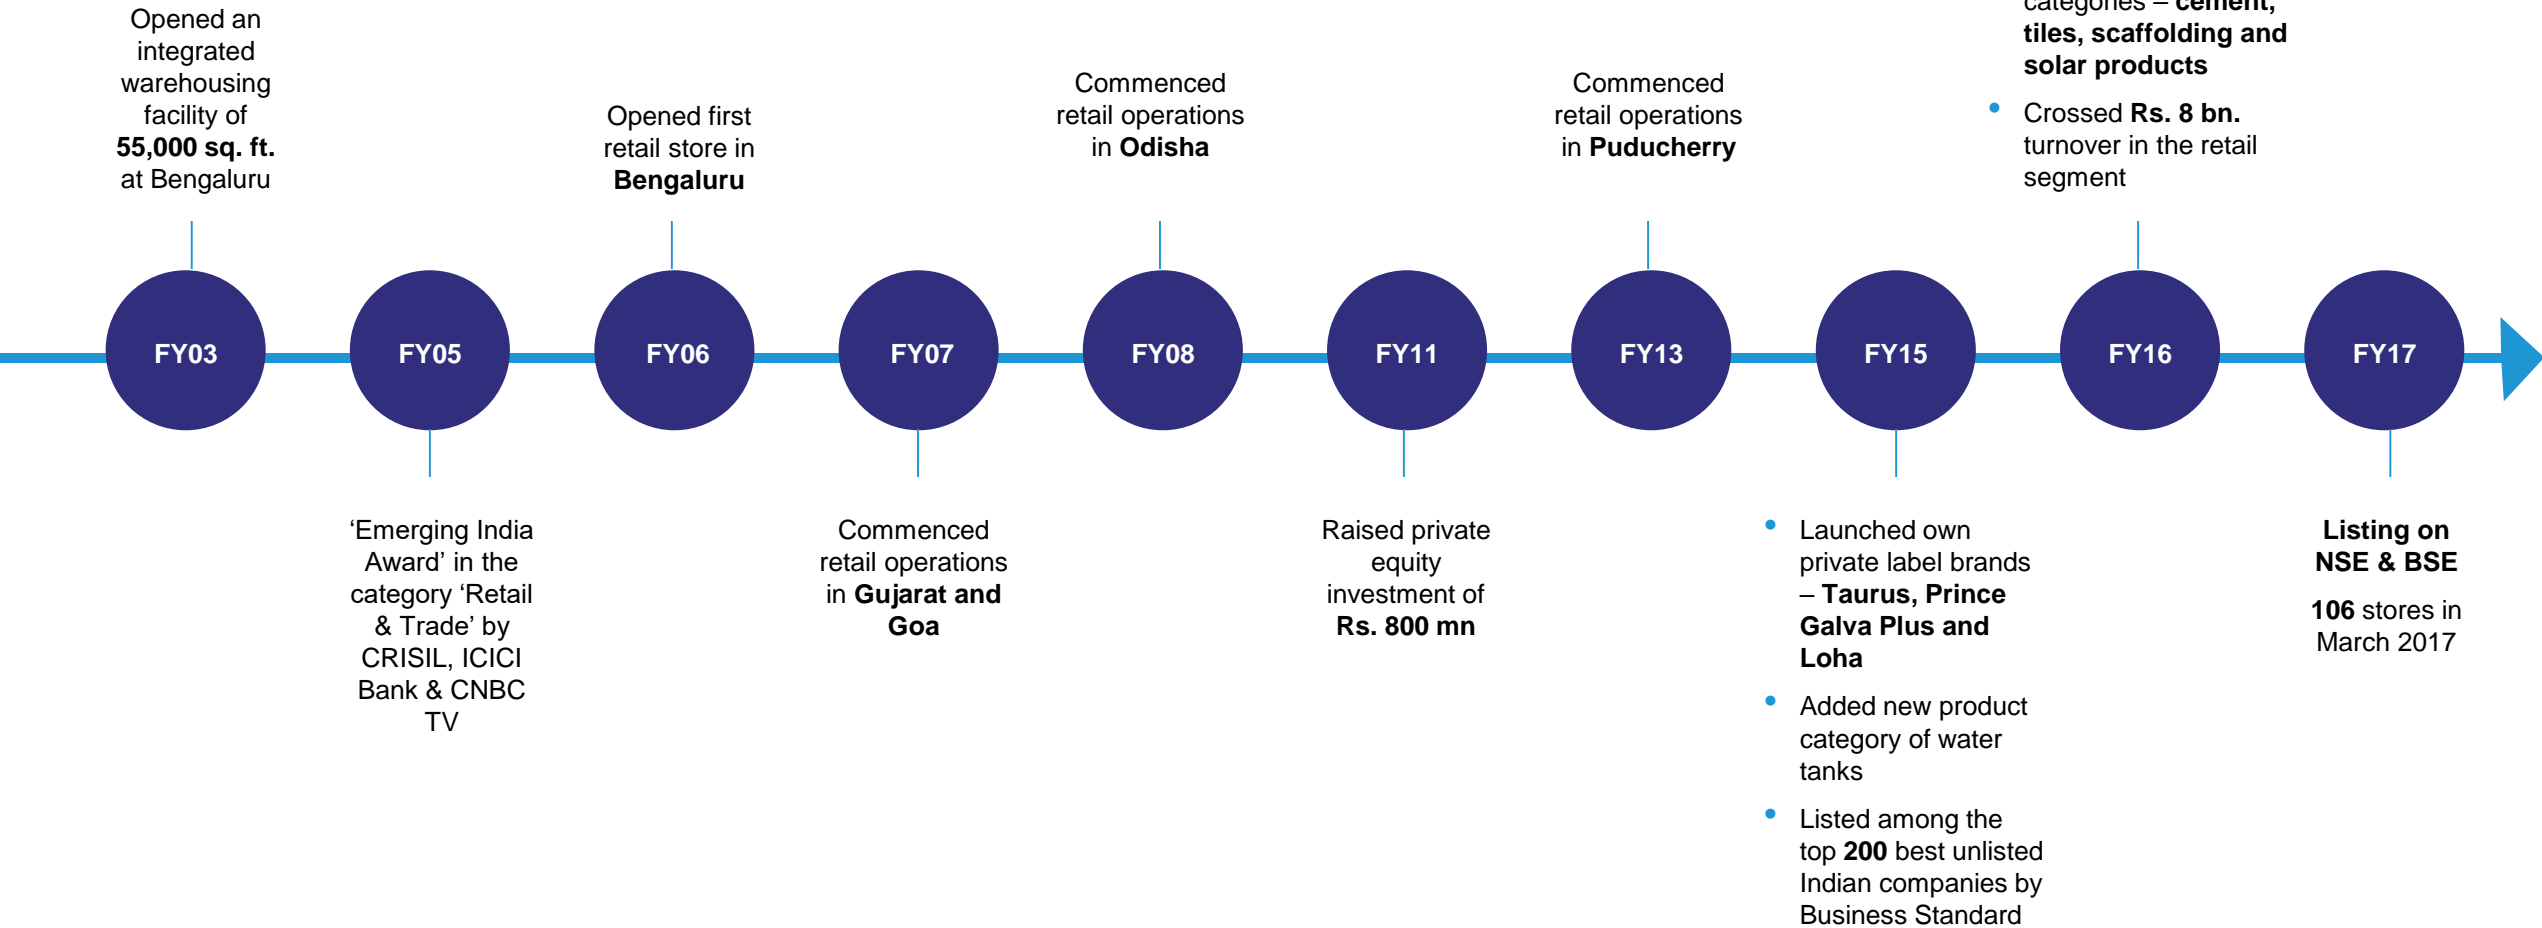 Opened an
integrated
warehousing
facility of
55,000 sq. ft.
at Bengaluru
Opened first
retail store in
Bengaluru
Commenced
retail operations
in Odisha
Commenced
retail operations
in Puducherry
categories – cement,
tiles, scaffolding and
solar products
• Crossed Rs. 8 bn.
turnover in the retail
segment
FY03
FY05
FY06
FY07
FY08
FY11
FY13
FY15
FY16
FY17
‘Emerging India
Award’ in the
category ‘Retail
& Trade’ by
CRISIL, ICICI
Bank & CNBC
TV
Commenced
retail operations
in Gujarat and
Goa
Raised private
equity
investment of
Rs. 800 mn
• Launched own
private label brands
– Taurus, Prince
Galva Plus and
Loha
• Added new product
category of water
tanks
• Listed among the
top 200 best unlisted
Indian companies by
Business Standard
Listing on
NSE & BSE
106 stores in
March 2017